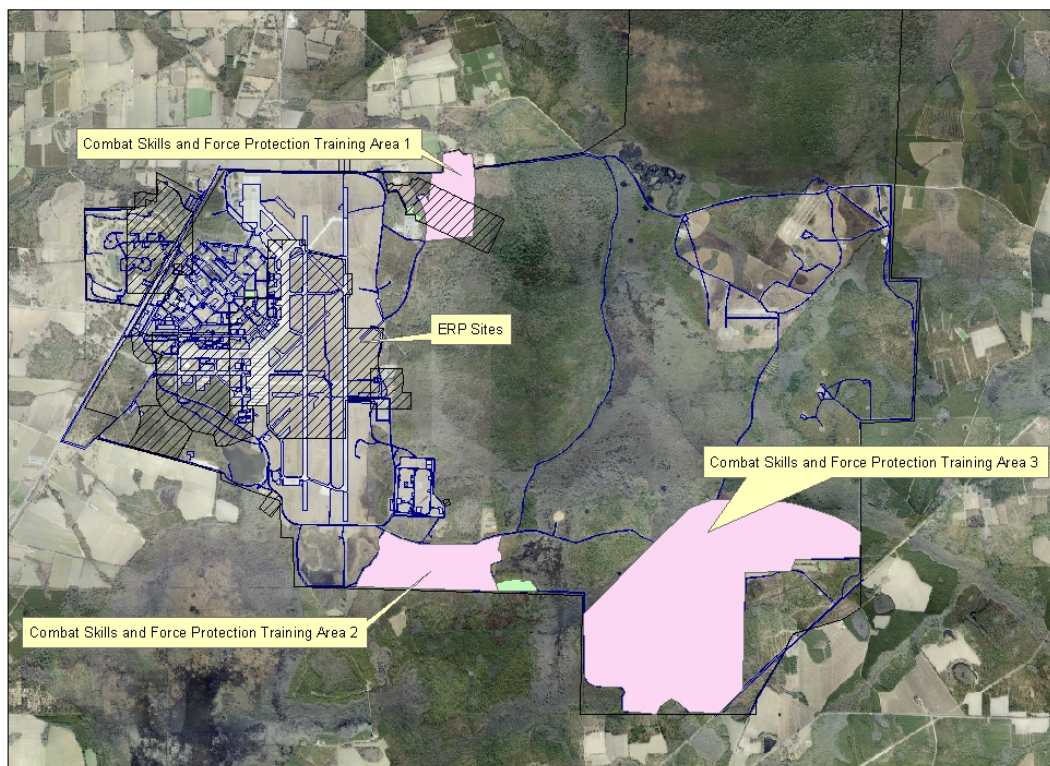 Combat Skills and Force Protection Training Area 1
ERP Sites
Combat Skills and Force Protection Training Area 3
Combat Skills and Force Protection Training Area 2